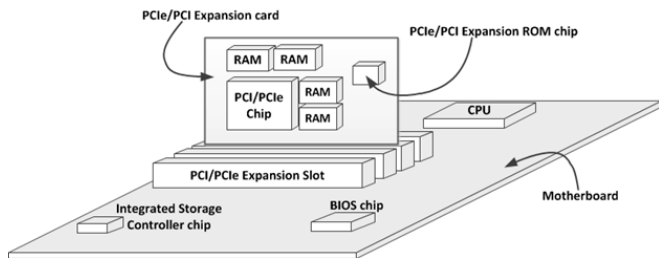 PCIe/PCI Expansion card
PCIe/PCI Expansion ROM chip
RAM
RAM
PCI/PCIe
Chip
RAM
RAM
CPU
PCI/PCIe Expansion Slot
Motherboard
Integrated Storage
Controller chip
BIOS chip